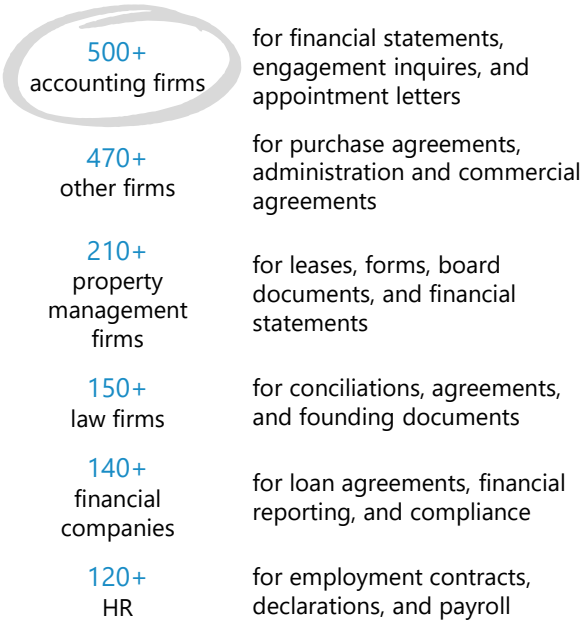 500+
accounting firms
for financial statements,
engagement inquires, and
appointment letters
470+
other firms
for purchase agreements,
administration and commercial
agreements
210+
property
management
firms
for leases, forms, board
documents, and financial
statements
150+
law firms
for conciliations, agreements,
and founding documents
140+
financial
companies
for loan agreements, financial
reporting, and compliance
120+
HR
for employment contracts,
declarations, and payroll